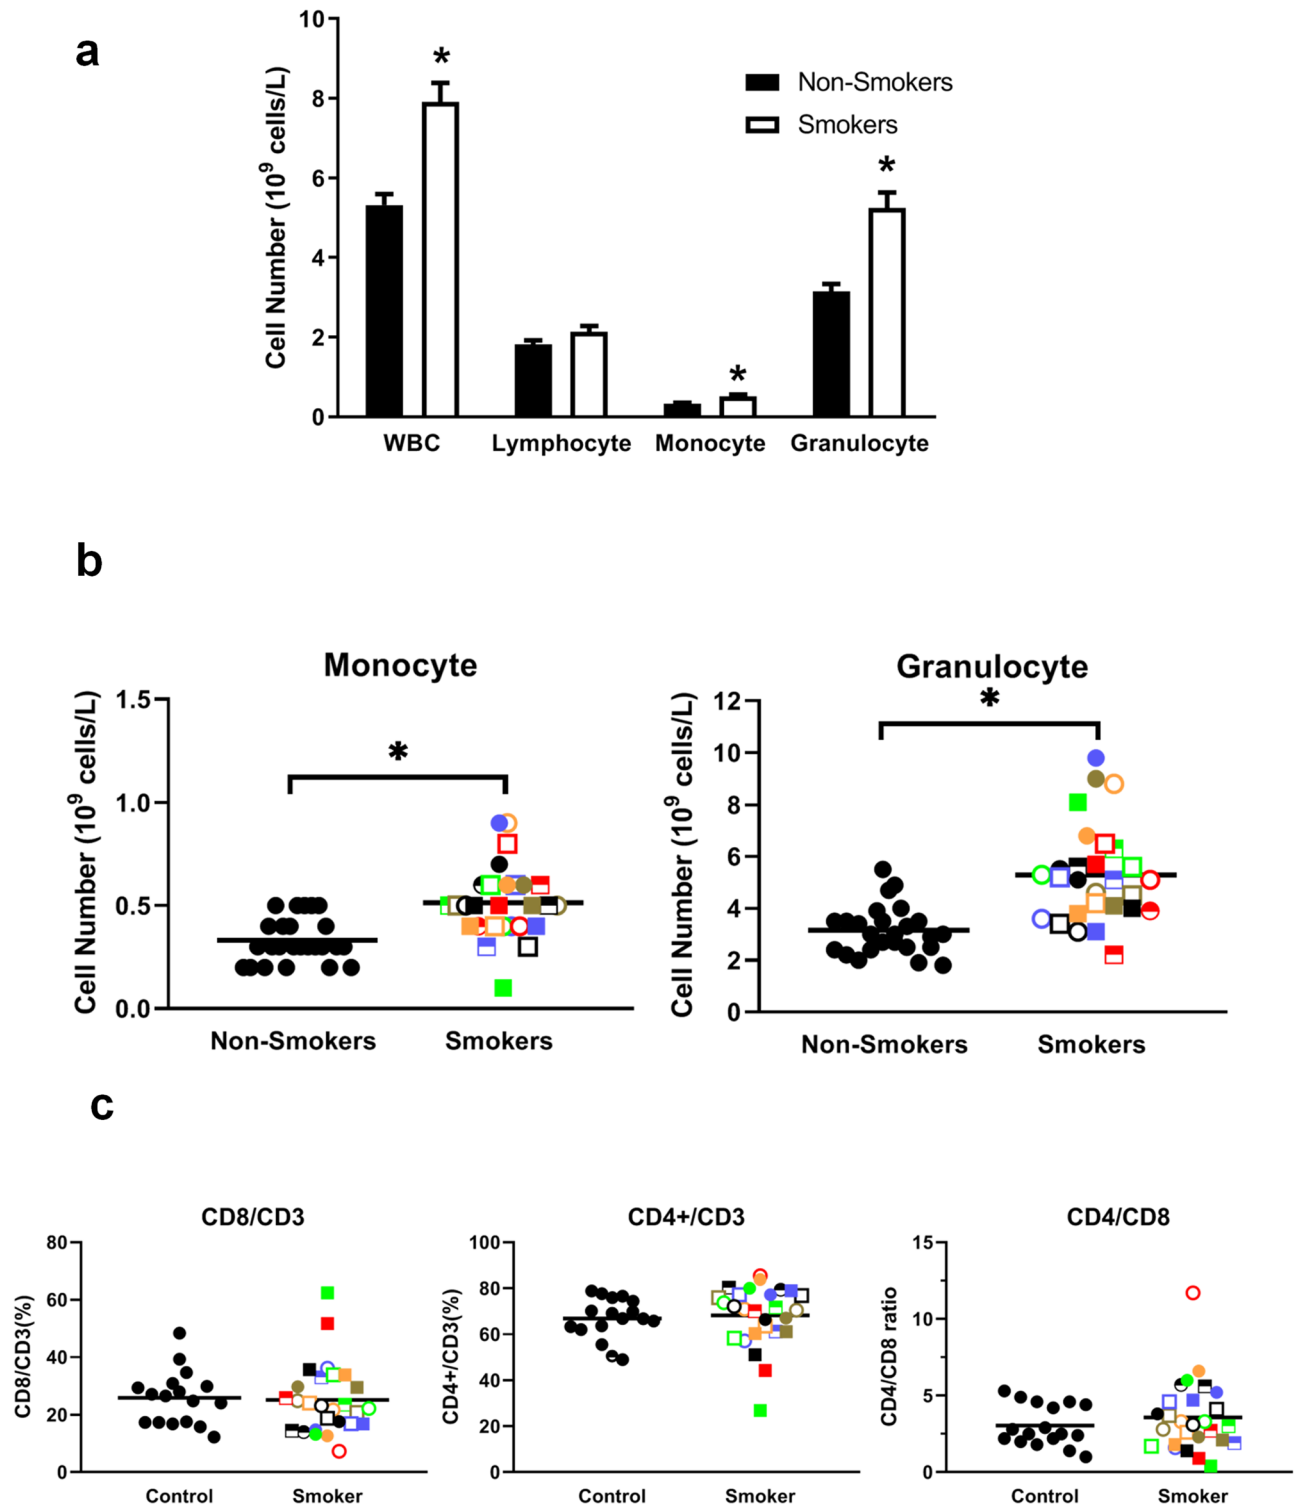 a
Cell Number (10⁹ cells/L)
10
8
6
4
2
0
*
*
*
Non-Smokers
Smokers
WBC Lymphocyte Monocyte Granulocyte
b
Monocyte
Cell Number (10⁹ cells/L)
1.5
1.0
0.5
0.0
*
Non-Smokers Smokers
Granulocyte
Cell Number (10⁹ cells/L)
12
10
8
6
4
2
0
*
Non-Smokers Smokers
c
CD8/CD3
CD8/CD3(%)
80
60
40
20
0
Control Smoker
CD4+/CD3
CD4+/CD3(%)
100
80
60
40
20
0
Control Smoker
CD4/CD8
CD4/CD8 ratio
15
10
5
0
Control Smoker